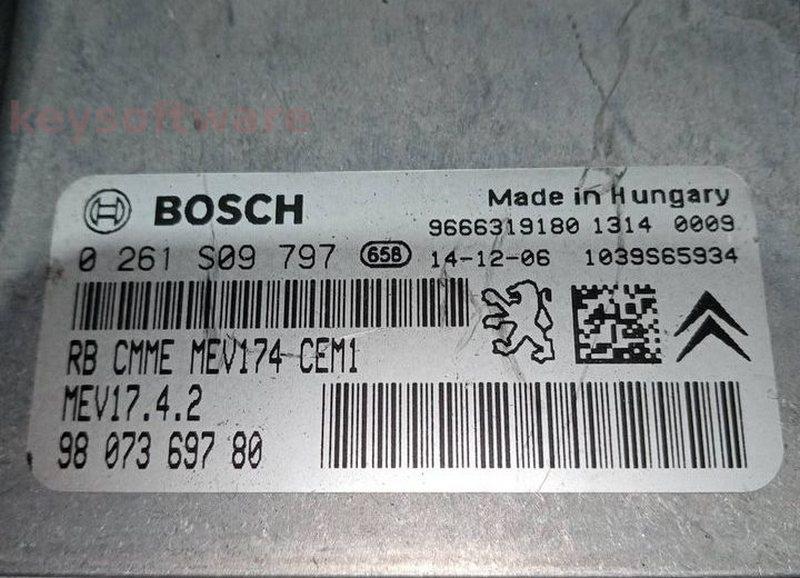 keysoftware
BOSCH
Made in Hungary
9666319180 1314 0009
0 261 S09 797 658 14-12-06 1039S65934
RB CMME MEV174-CEM1
MEV17.4.2
98 073 697 80